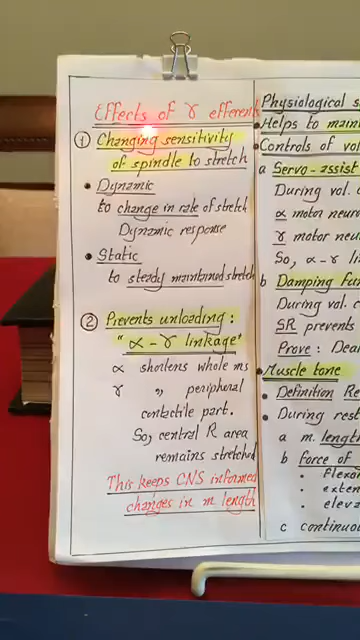 Effects of γ efferent
① Changing sensitivity
of spindle to stretch
• Dynamic
to change in rate of stretch
Dynamic response
• Static
to steady maintained stretch
② Prevents unloading:
"α - γ linkage"
α shortens whole ms
γ " peripheral
contractile part.
So, central R area
remains stretched
This keeps CNS informed
changes in m length
Physiological s
• Helps to main
• Controls of vol
a Servo-assist
During vol. c
α motor neuro
γ motor neur
So, α-γ li
b Damping Fun
During vol. c
SR prevents
Prove: Dea
• Muscle tone
• Definition Re
• During rest
a m. length
b force of
• Flexor
• exten
• eleva
c continuo